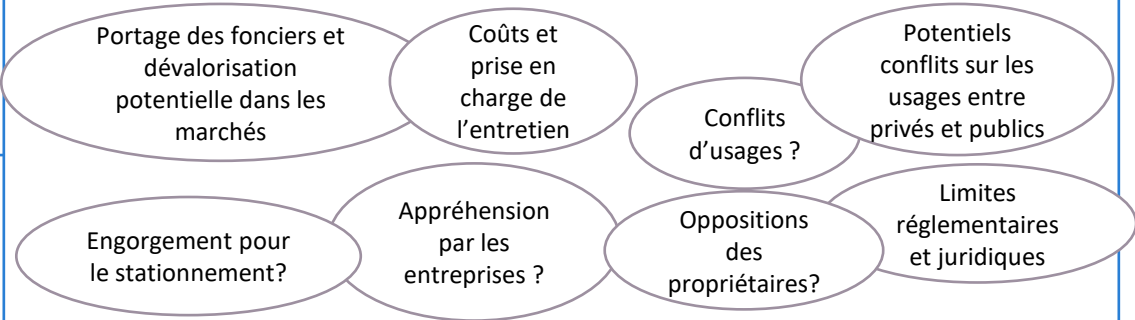 Portage des fonciers et
dévalorisation
potentielle dans les
marchés
Coûts et
prise en
charge de
l’entretien
Conflits
d’usages ?
Potentiels
conflits sur les
usages entre
privés et publics
Engorgement pour
le stationnement?
Appréhension
par les
entreprises ?
Oppositions
des
propriétaires?
Limites
réglementaires
et juridiques